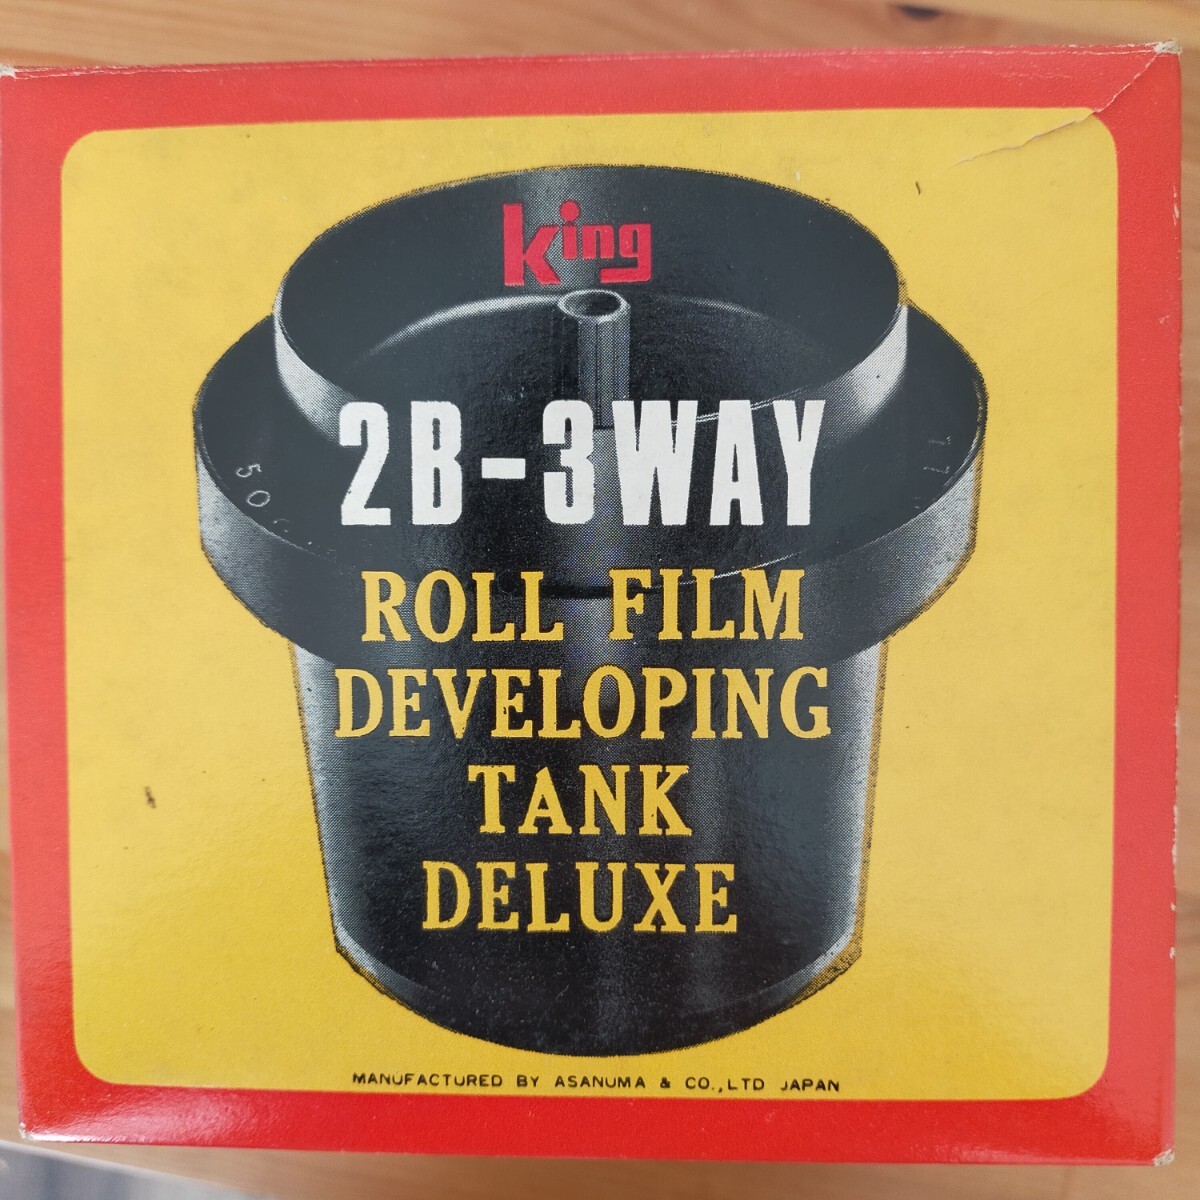 king
2B-3WAY
ROLL FILM
DEVELOPING
TANK
DELUXE
MANUFACTURED BY ASANUMA & CO.,LTD JAPAN